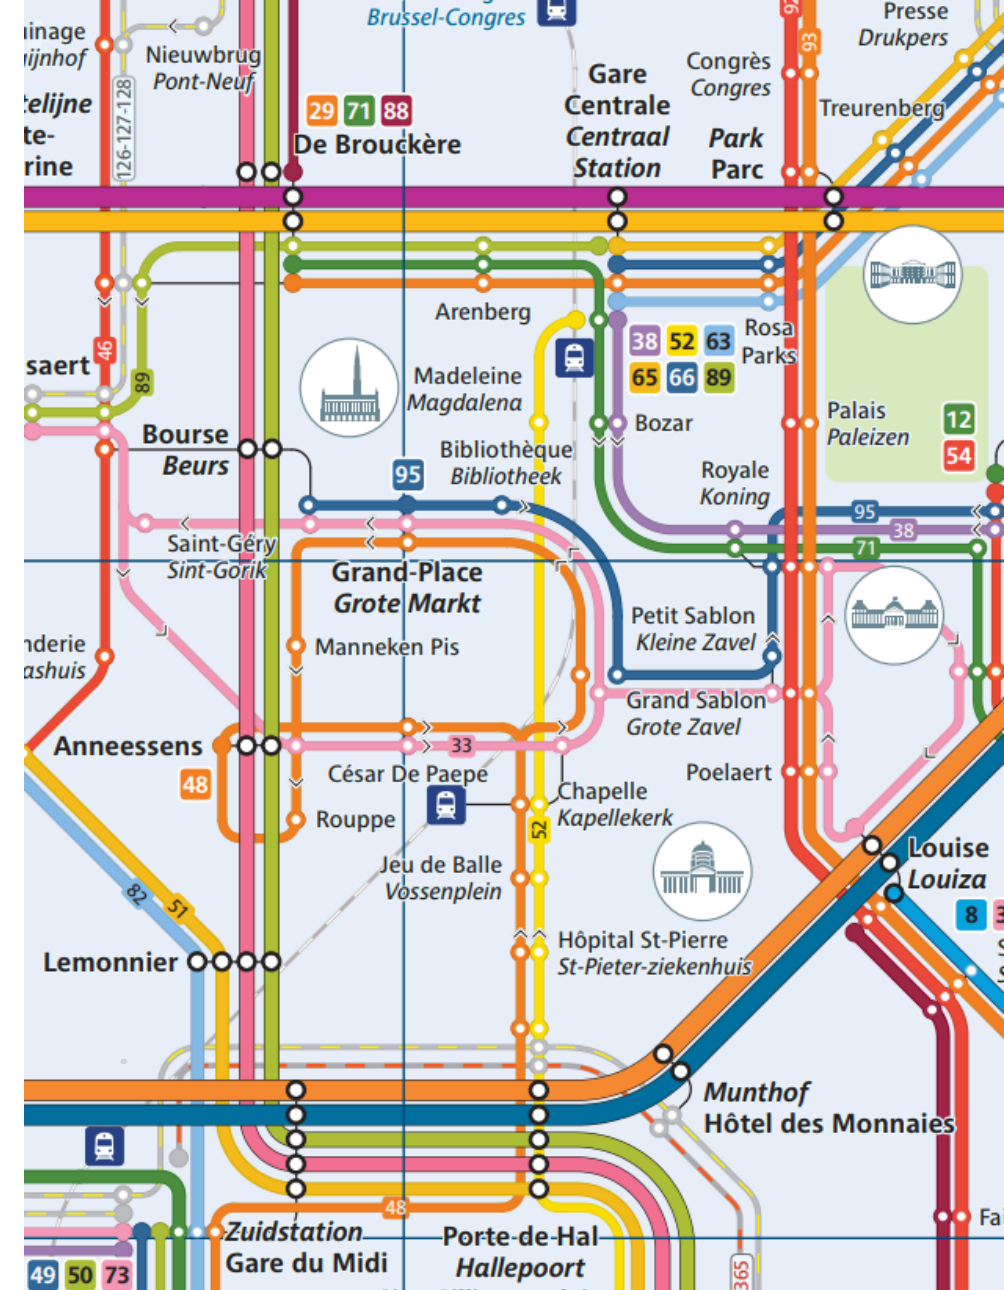 Brussel-Congres
92
93
Presse
Drukpers
Nieuwbrug
Pont-Neuf
126-127-128
29 71 88
De Brouckère
Gare
Centrale
Centraal
Station
Congrès
Congres
Treurenberg
Park
Parc
46
89
Arenberg
38 52 63
65 66 89
Rosa
Parks
Madeleine
Magdalena
Bozar
Palais
Paleizen
12
54
Bourse
Beurs
Bibliothèque
Bibliotheek
95
Royale
Koning
95
38
71
Saint-Géry
Sint-Gorik
Grand-Place
Grote Markt
Manneken Pis
Petit Sablon
Kleine Zavel
Grand Sablon
Grote Zavel
Anneessens
33
48
César De Paepe
Poelaert
Chapelle
Kapellekerk
Rouppe
52
Jeu de Balle
Vossenplein
Louise
Louiza
8
82
51
Lemonnier
Hôpital St-Pierre
St-Pieter-ziekenhuis
Munthof
Hôtel des Monnaies
48
Zuidstation
Gare du Midi
Porte de Hal
Hallepoort
49 50 73
365